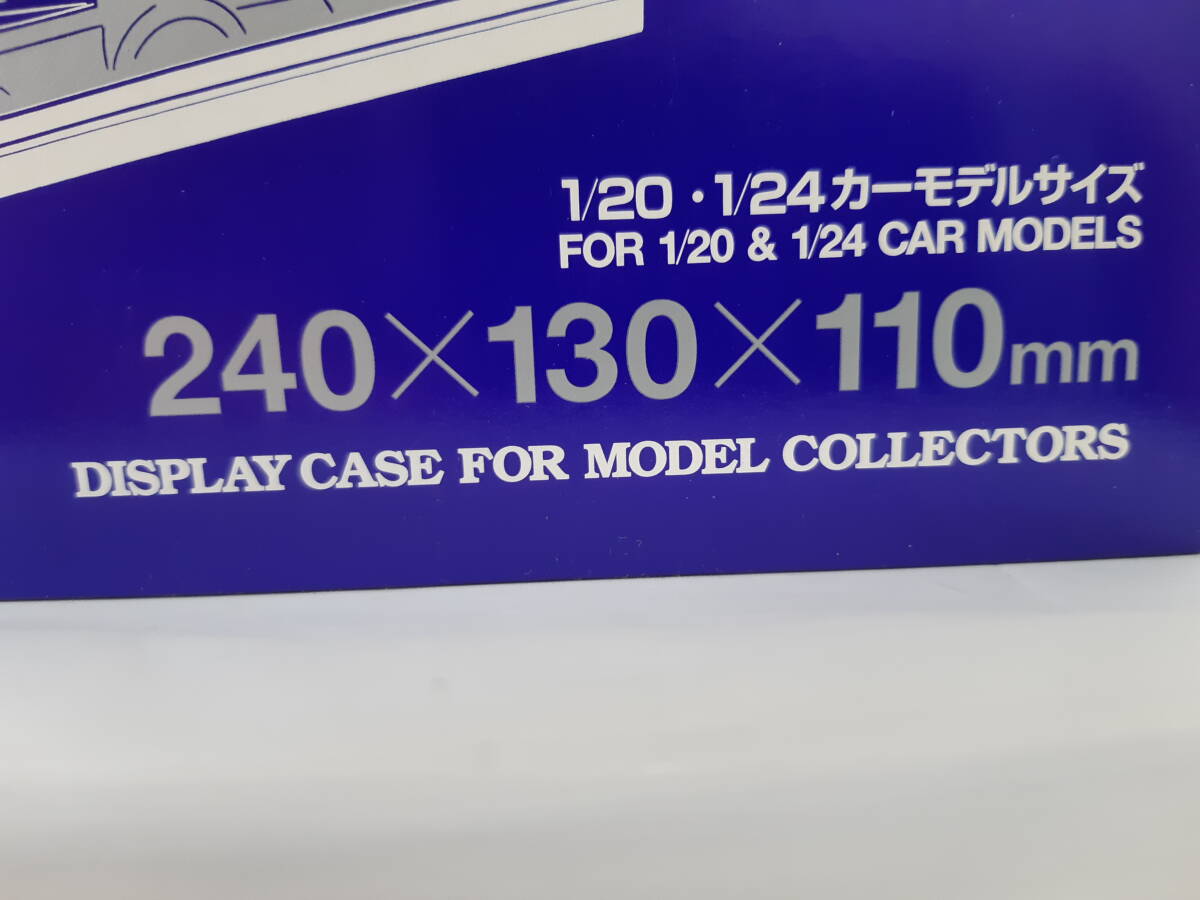 1/20・1/24カーモデルサイズ
FOR 1/20 & 1/24 CAR MODELS
240×130×110mm
DISPLAY CASE FOR MODEL COLLECTORS